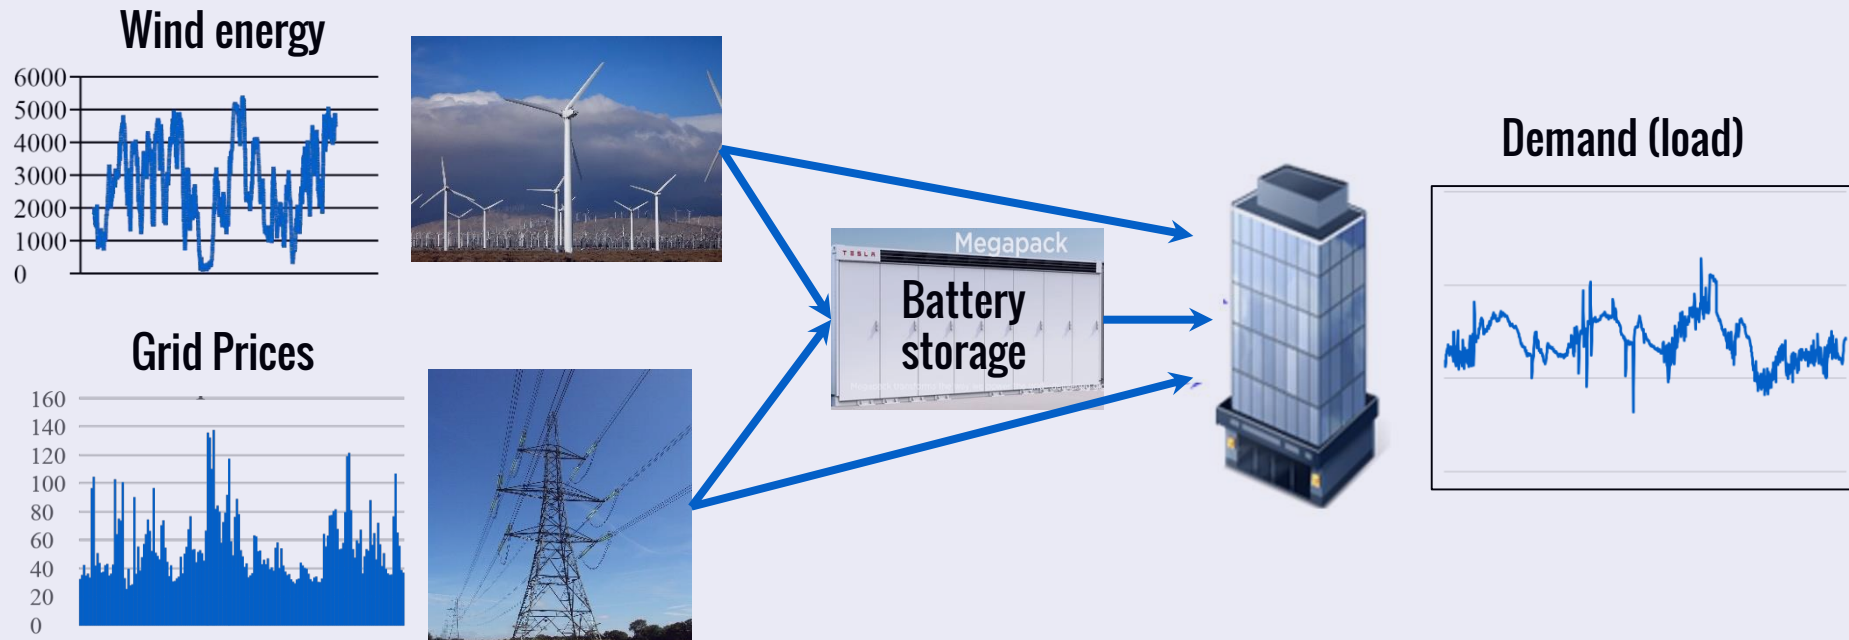 Wind energy
6000
5000
4000
3000
2000
1000
0
Grid Prices
160
140
120
100
80
60
40
20
0
Megapack
TESLA
Battery
storage
Demand (load)